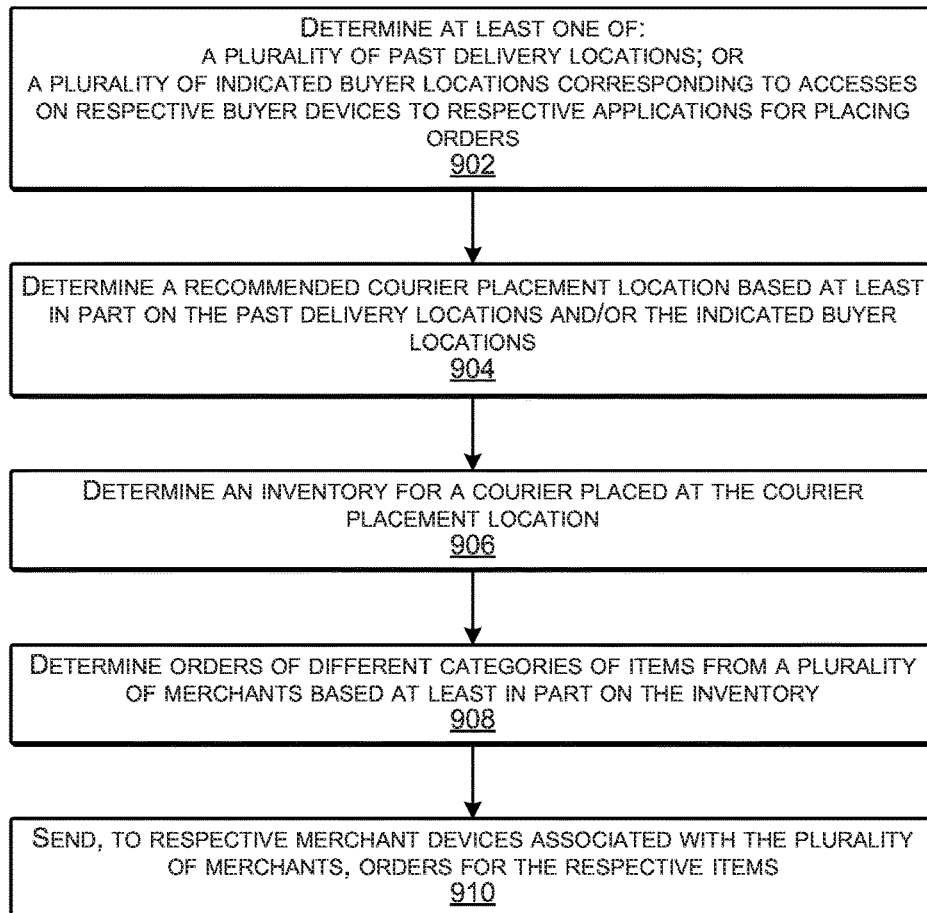 DETERMINE AT LEAST ONE OF:
A PLURALITY OF PAST DELIVERY LOCATIONS; OR
A PLURALITY OF INDICATED BUYER LOCATIONS CORRESPONDING TO ACCESSES
ON RESPECTIVE BUYER DEVICES TO RESPECTIVE APPLICATIONS FOR PLACING
ORDERS
902
DETERMINE A RECOMMENDED COURIER PLACEMENT LOCATION BASED AT LEAST
IN PART ON THE PAST DELIVERY LOCATIONS AND/OR THE INDICATED BUYER
LOCATIONS
904
DETERMINE AN INVENTORY FOR A COURIER PLACED AT THE COURIER
PLACEMENT LOCATION
906
DETERMINE ORDERS OF DIFFERENT CATEGORIES OF ITEMS FROM A PLURALITY
OF MERCHANTS BASED AT LEAST IN PART ON THE INVENTORY
908
SEND, TO RESPECTIVE MERCHANT DEVICES ASSOCIATED WITH THE PLURALITY
OF MERCHANTS, ORDERS FOR THE RESPECTIVE ITEMS
910